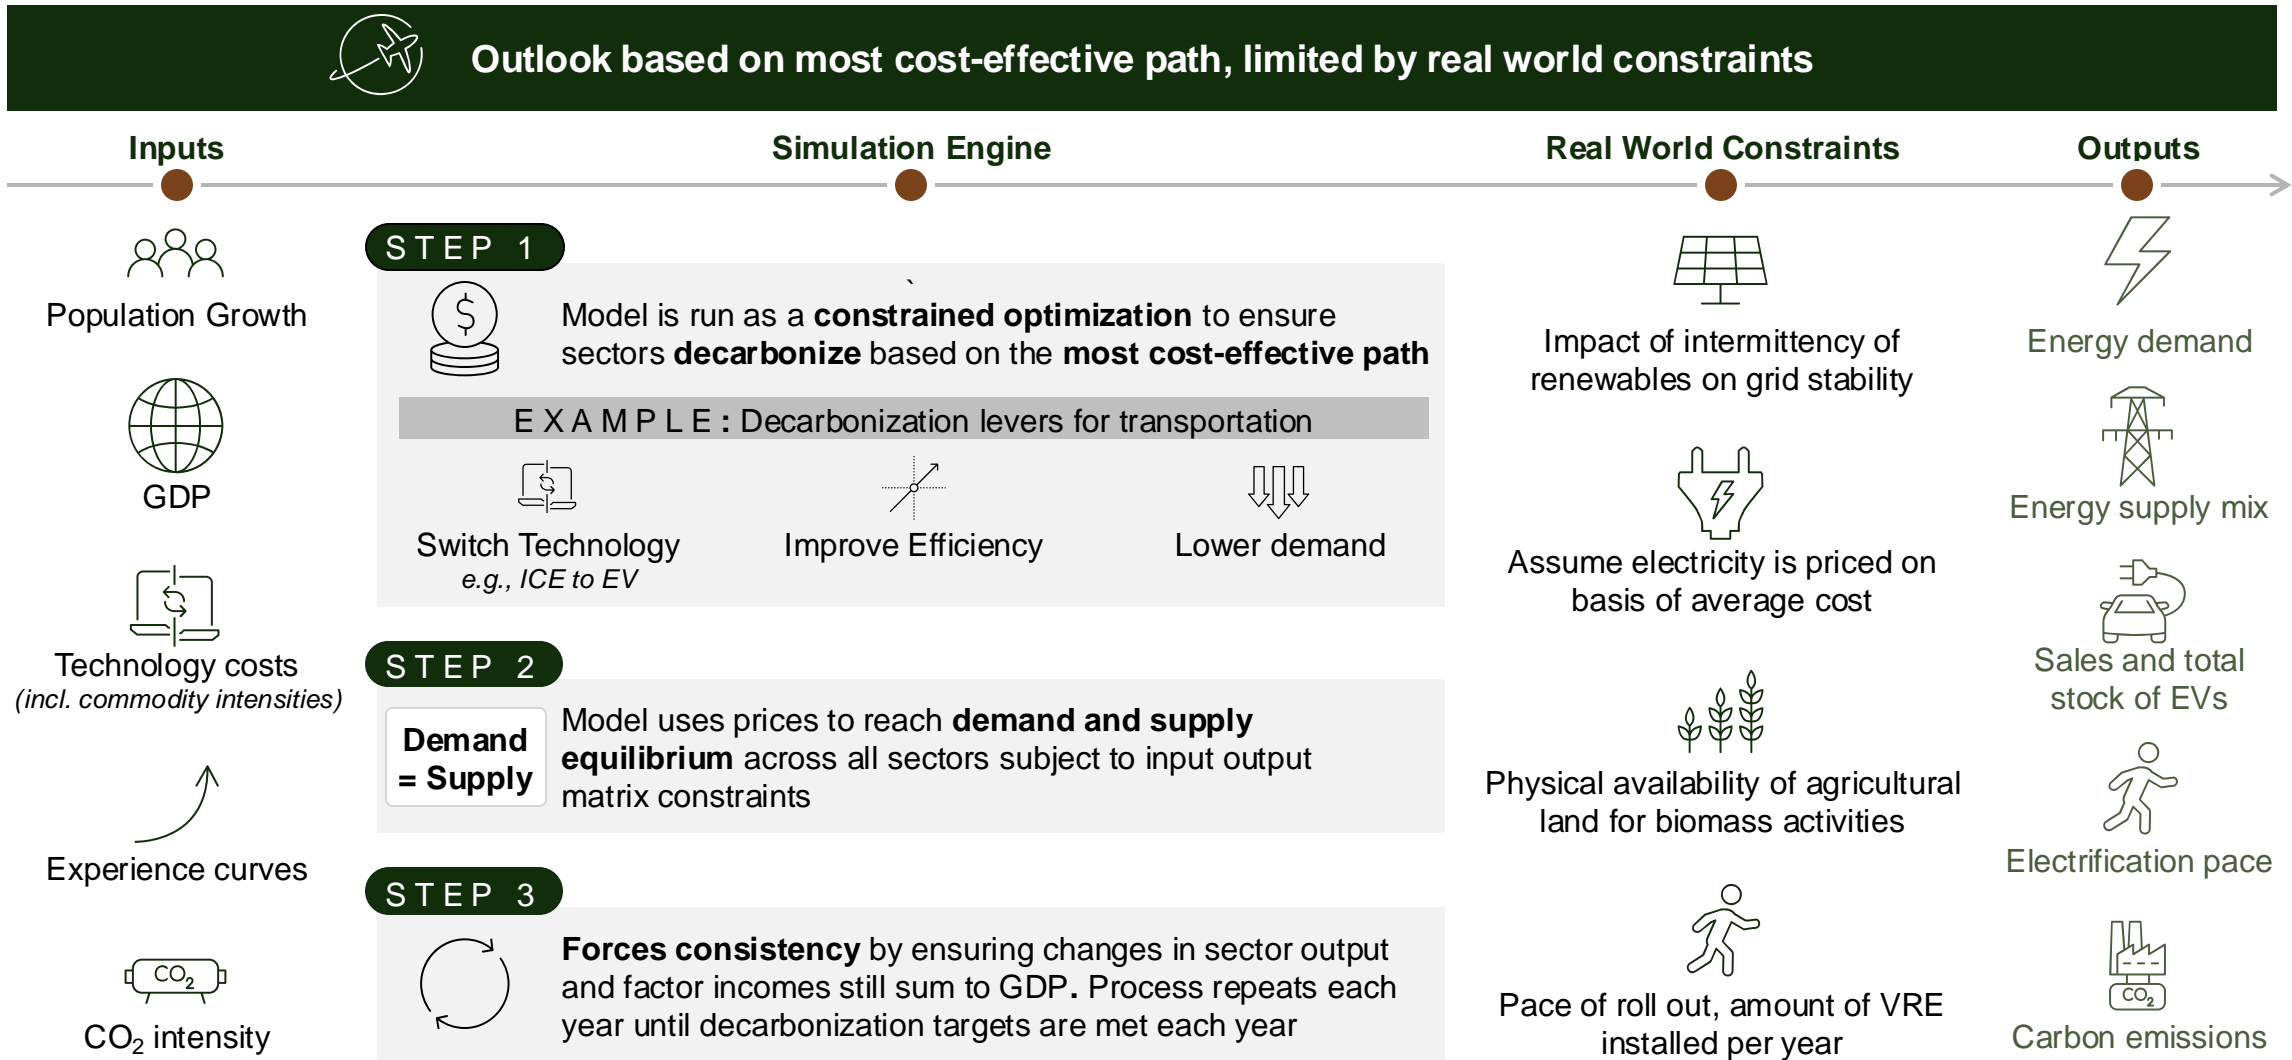 Outlook based on most cost-effective path, limited by real world constraints
Inputs
Simulation Engine
Real World Constraints
Outputs
Population Growth
GDP
Technology costs
(incl. commodity intensities)
Experience curves
CO₂
CO₂ intensity
STEP 1
`
$
Model is run as a constrained optimization to ensure
sectors decarbonize based on the most cost-effective path
EXAMPLE: Decarbonization levers for transportation
Switch Technology
e.g., ICE to EV
Improve Efficiency
Lower demand
STEP 2
Demand
= Supply
Model uses prices to reach demand and supply
equilibrium across all sectors subject to input output
matrix constraints
STEP 3
Forces consistency by ensuring changes in sector output
and factor incomes still sum to GDP. Process repeats each
year until decarbonization targets are met each year
Impact of intermittency of
renewables on grid stability
Assume electricity is priced on
basis of average cost
Physical availability of agricultural
land for biomass activities
Pace of roll out, amount of VRE
installed per year
Energy demand
Energy supply mix
Sales and total
stock of EVs
Electrification pace
CO₂
Carbon emissions